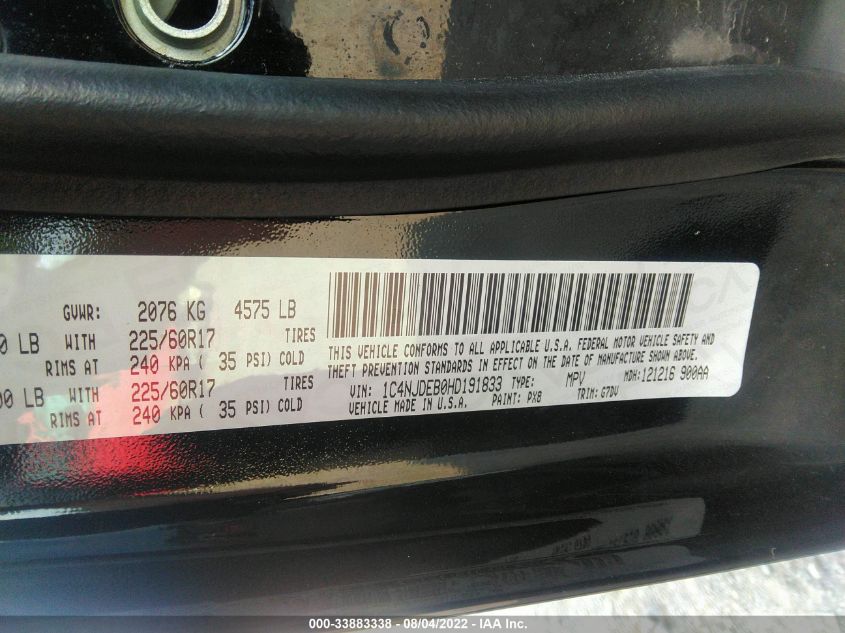 GVWR: 2076 KG 4575 LB
0 LB WITH 225/60R17 TIRES
RIMS AT 240 KPA ( 35 PSI) COLD
00 LB WITH 225/60R17 TIRES
RIMS AT 240 KPA ( 35 PSI) COLD
THIS VEHICLE CONFORMS TO ALL APPLICABLE U.S.A. FEDERAL MOTOR VEHICLE SAFETY AND
THEFT PREVENTION STANDARDS IN EFFECT ON THE DATE OF MANUFACTURE SHOWN ABOVE.
VIN: 1C4NJDEB0HD191833 TYPE: MPV MDH: 121216 900AA
VEHICLE MADE IN U.S.A. PAINT: PX8 TRIM: G7DV
000-33883338 - 08/04/2022 - IAA Inc.